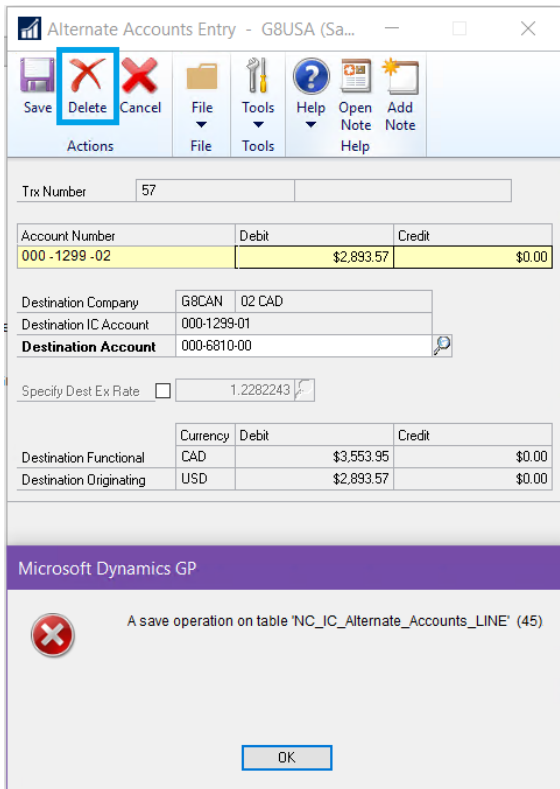 Alternate Accounts Entry - G8USA (Sa...
Save Delete Cancel File Tools Help Open Note Add Note
Actions File Tools Help
Trx Number 57
Account Number Debit Credit
000 -1299 -02 $2,893.57 $0.00
Destination Company G8CAN 02 CAD
Destination IC Account 000-1299-01
Destination Account 000-6810-00
Specify Dest Ex Rate 1.2282243
Currency Debit Credit
Destination Functional CAD $3,553.95 $0.00
Destination Originating USD $2,893.57 $0.00
Microsoft Dynamics GP
A save operation on table 'NC_IC_Alternate_Accounts_LINE' (45)
OK